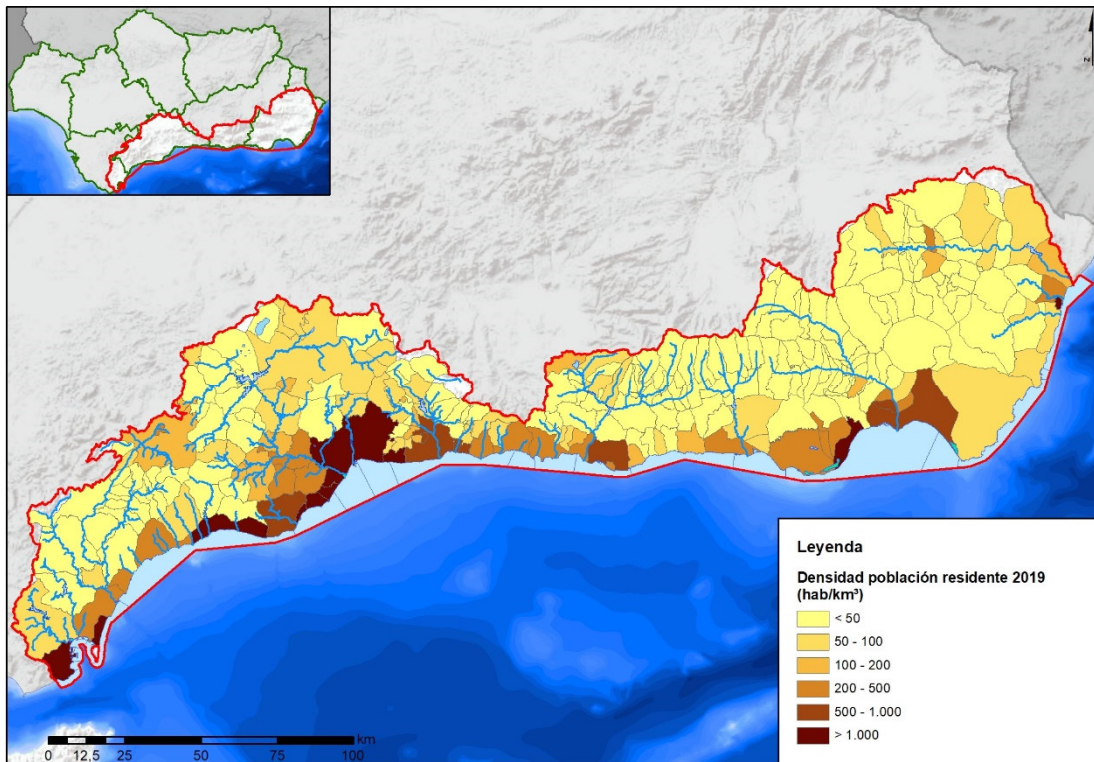 z
Leyenda
Densidad población residente 2019
(hab/km³)
< 50
50 - 100
100 - 200
200 - 500
500 - 1.000
> 1.000
km
0 12,5 25 50 75 100